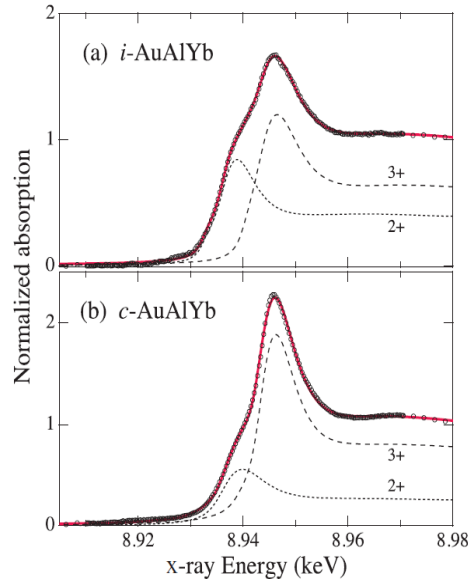 2
(a) i-AuAlYb
1
3+
2+
0
Normalized absorption
(b) c-AuAlYb
2
1
3+
2+
0
8.92 8.94 8.96 8.98
x-ray Energy (keV)